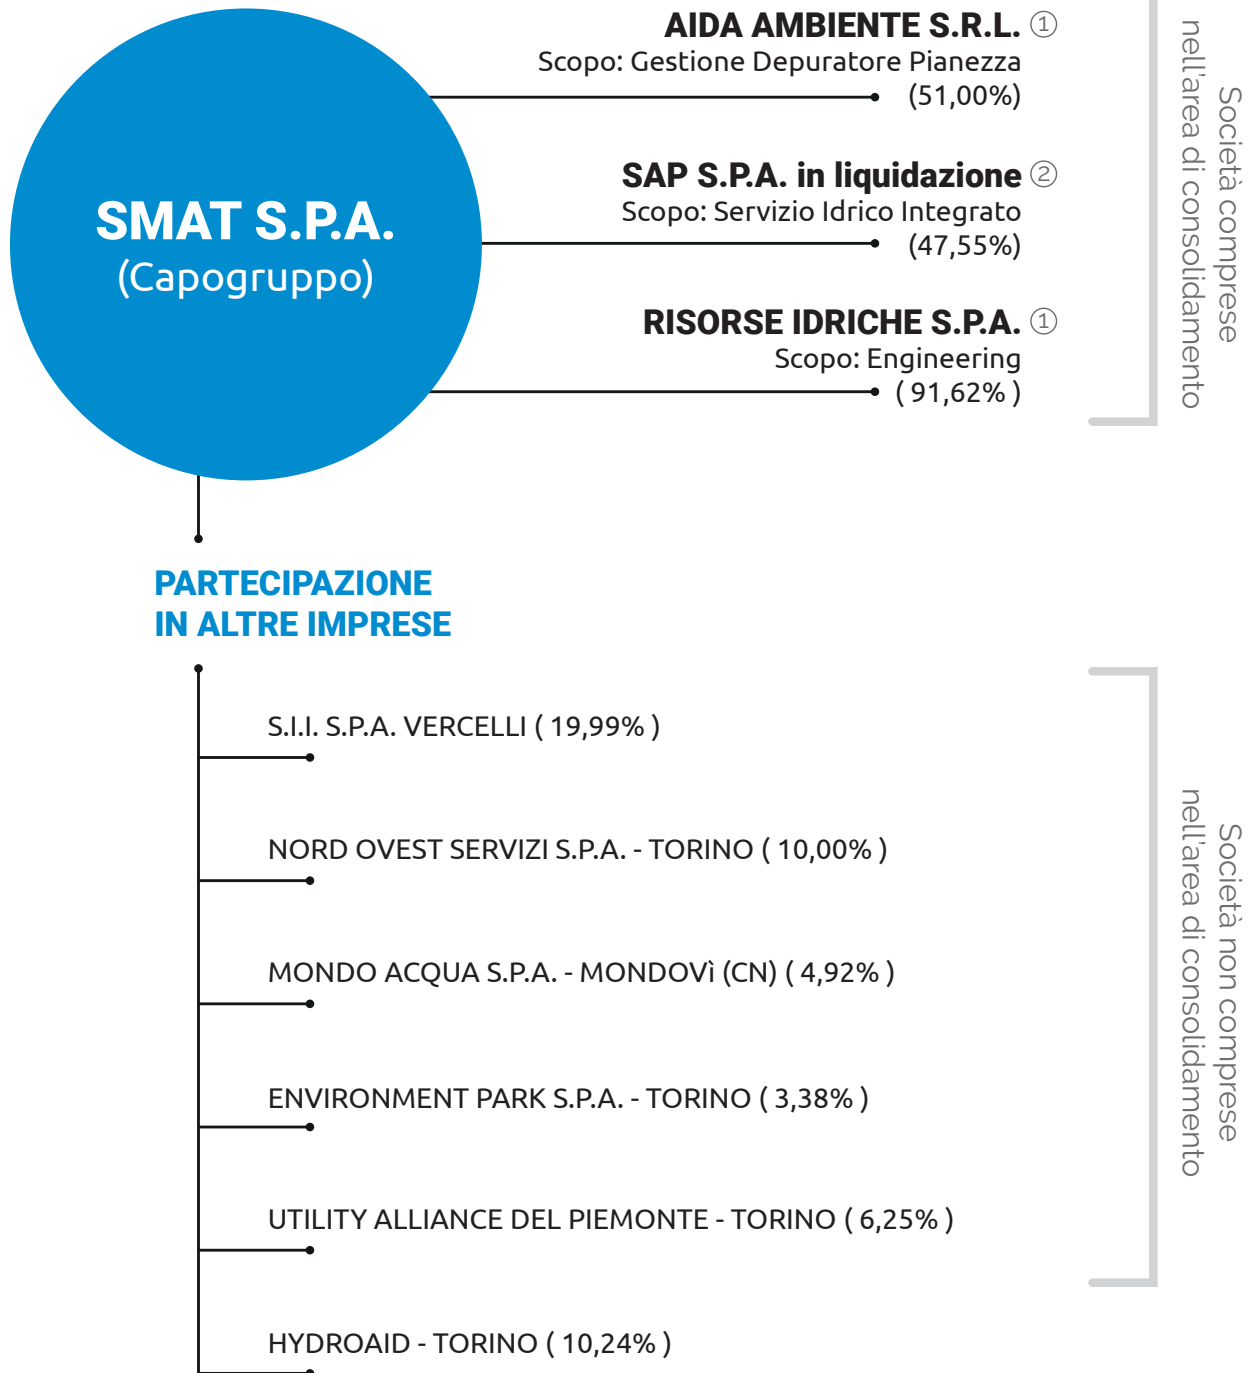 SMAT S.P.A.
(Capogruppo)
AIDA AMBIENTE S.R.L. ①
Scopo: Gestione Depuratore Pianezza
(51,00%)
SAP S.P.A. in liquidazione ②
Scopo: Servizio Idrico Integrato
(47,55%)
RISORSE IDRICHE S.P.A. ①
Scopo: Engineering
( 91,62% )
Società comprese
nell'area di consolidamento
PARTECIPAZIONE
IN ALTRE IMPRESE
S.I.I. S.P.A. VERCELLI ( 19,99% )
NORD OVEST SERVIZI S.P.A. - TORINO ( 10,00% )
MONDO ACQUA S.P.A. - MONDOVì (CN) ( 4,92% )
ENVIRONMENT PARK S.P.A. - TORINO ( 3,38% )
UTILITY ALLIANCE DEL PIEMONTE - TORINO ( 6,25% )
HYDROAID - TORINO ( 10,24% )
Società non comprese
nell'area di consolidamento